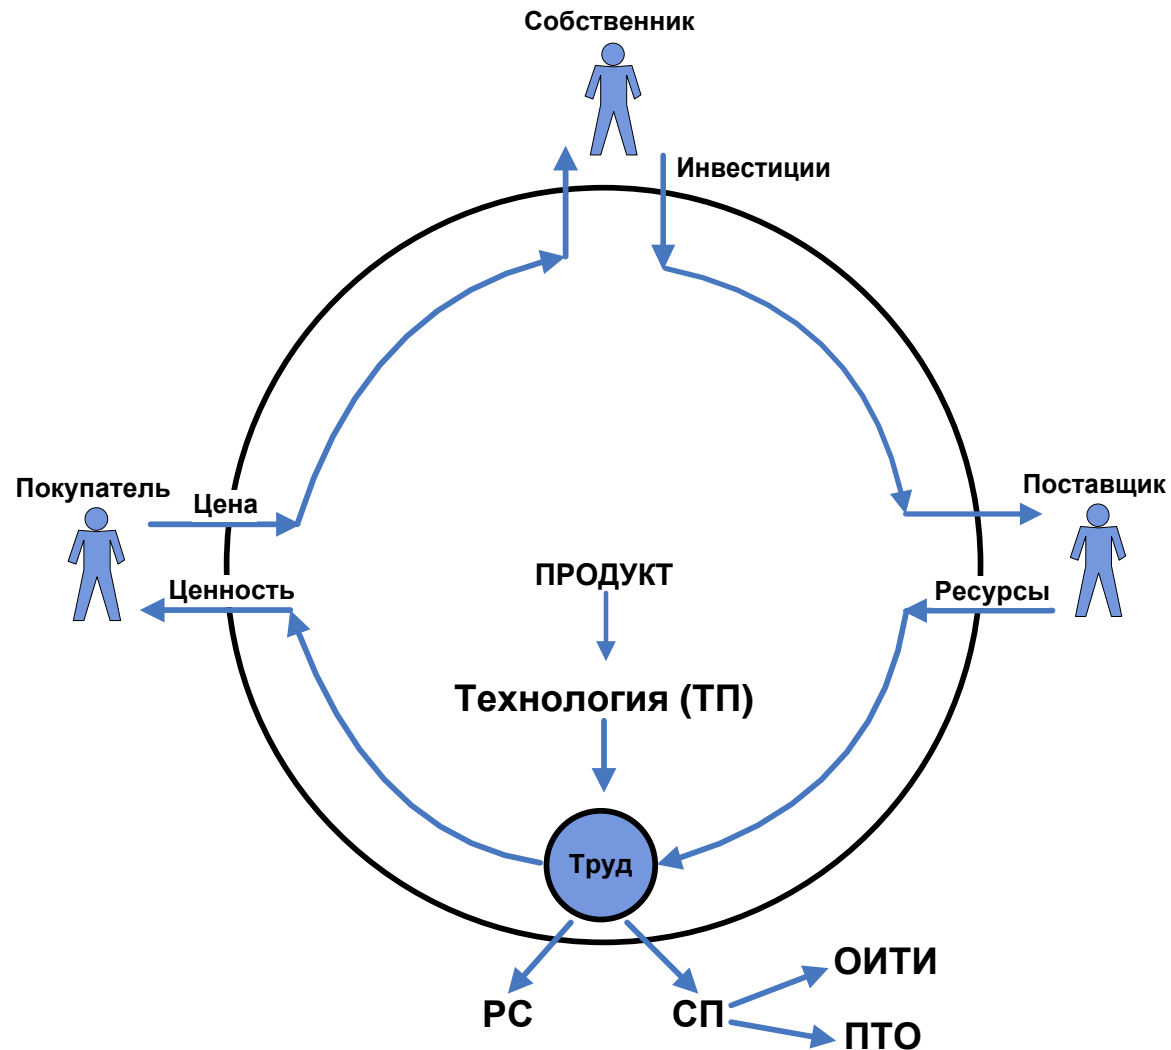 Собственник
Инвестиции
Покупатель
Цена
Поставщик
Ценность
ПРОДУКТ
Ресурсы
Технология (ТП)
Труд
РС
СП
ОИТИ
ПТО